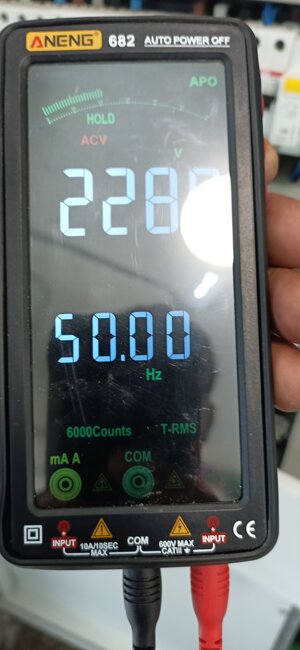 ANENG 682 AUTO POWER OFF
APO
HOLD
ACV
V
228
50.00
Hz
6000Counts T-RMS
mA A COM
INPUT 10A/10SEC MAX COM 600V MAX CATIII INPUT CE